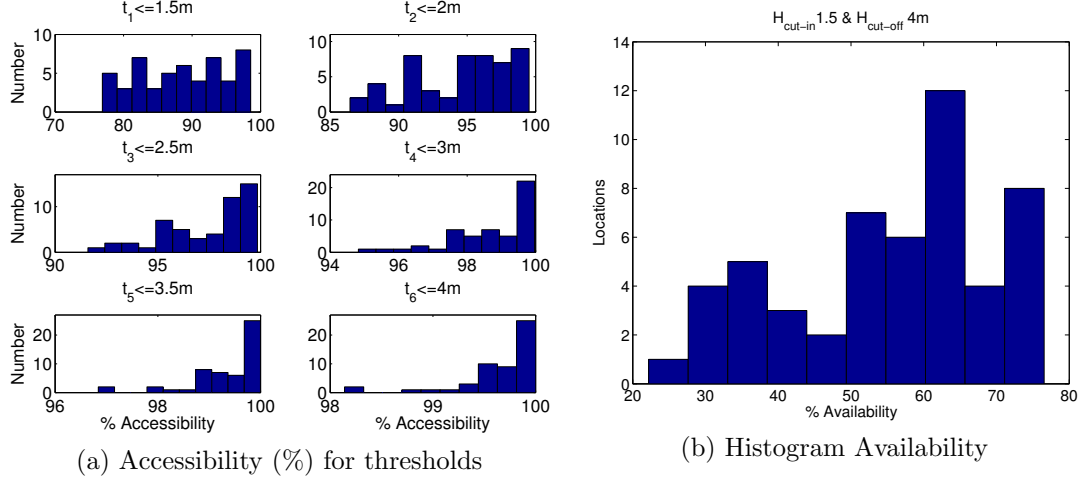 t1<=1.5m
t2<=2m
Number
10
5
0
70 80 90 100
10
5
0
85 90 95 100
t3<=2.5m
t4<=3m
Number
10
0
90 95 100
20
10
0
94 96 98 100
t5<=3.5m
t6<=4m
Number
20
10
0
96 98 100
20
10
0
98 99 100
% Accessibility
% Accessibility
(a) Accessibility (%) for thresholds
Hcut−in 1.5 & Hcut−off 4m
Locations
14
12
10
8
6
4
2
0
20 30 40 50 60 70 80
% Availability
(b) Histogram Availability